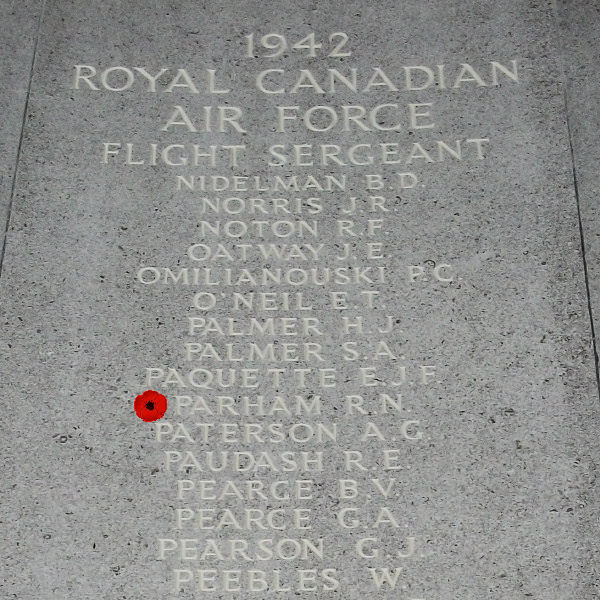 1942
ROYAL CANADIAN
AIR FORCE
FLIGHT SERGEANT
NIDELMAN B.D.
NORRIS J.R.
NOTON R.F.
OATWAY J.E.
OMILIANOUSKI P.C.
O'NEIL E.T.
PALMER H.J.
PALMER S.A.
PAQUETTE E.J.F.
PARHAM R.N.
PATERSON A.G.
PAUDASH R.E.
PEARCE B.V.
PEARCE G.A.
PEARSON G.J.
PEEBLES W.